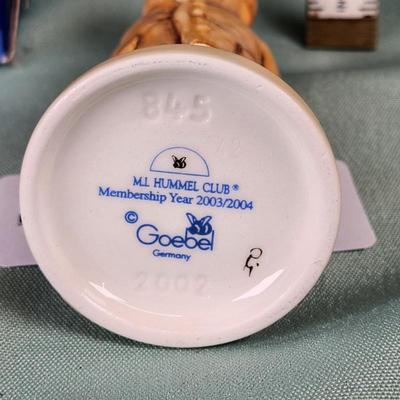 845
M.I. HUMMEL CLUB®
Membership Year 2003/2004
© Goebel
Germany
2002